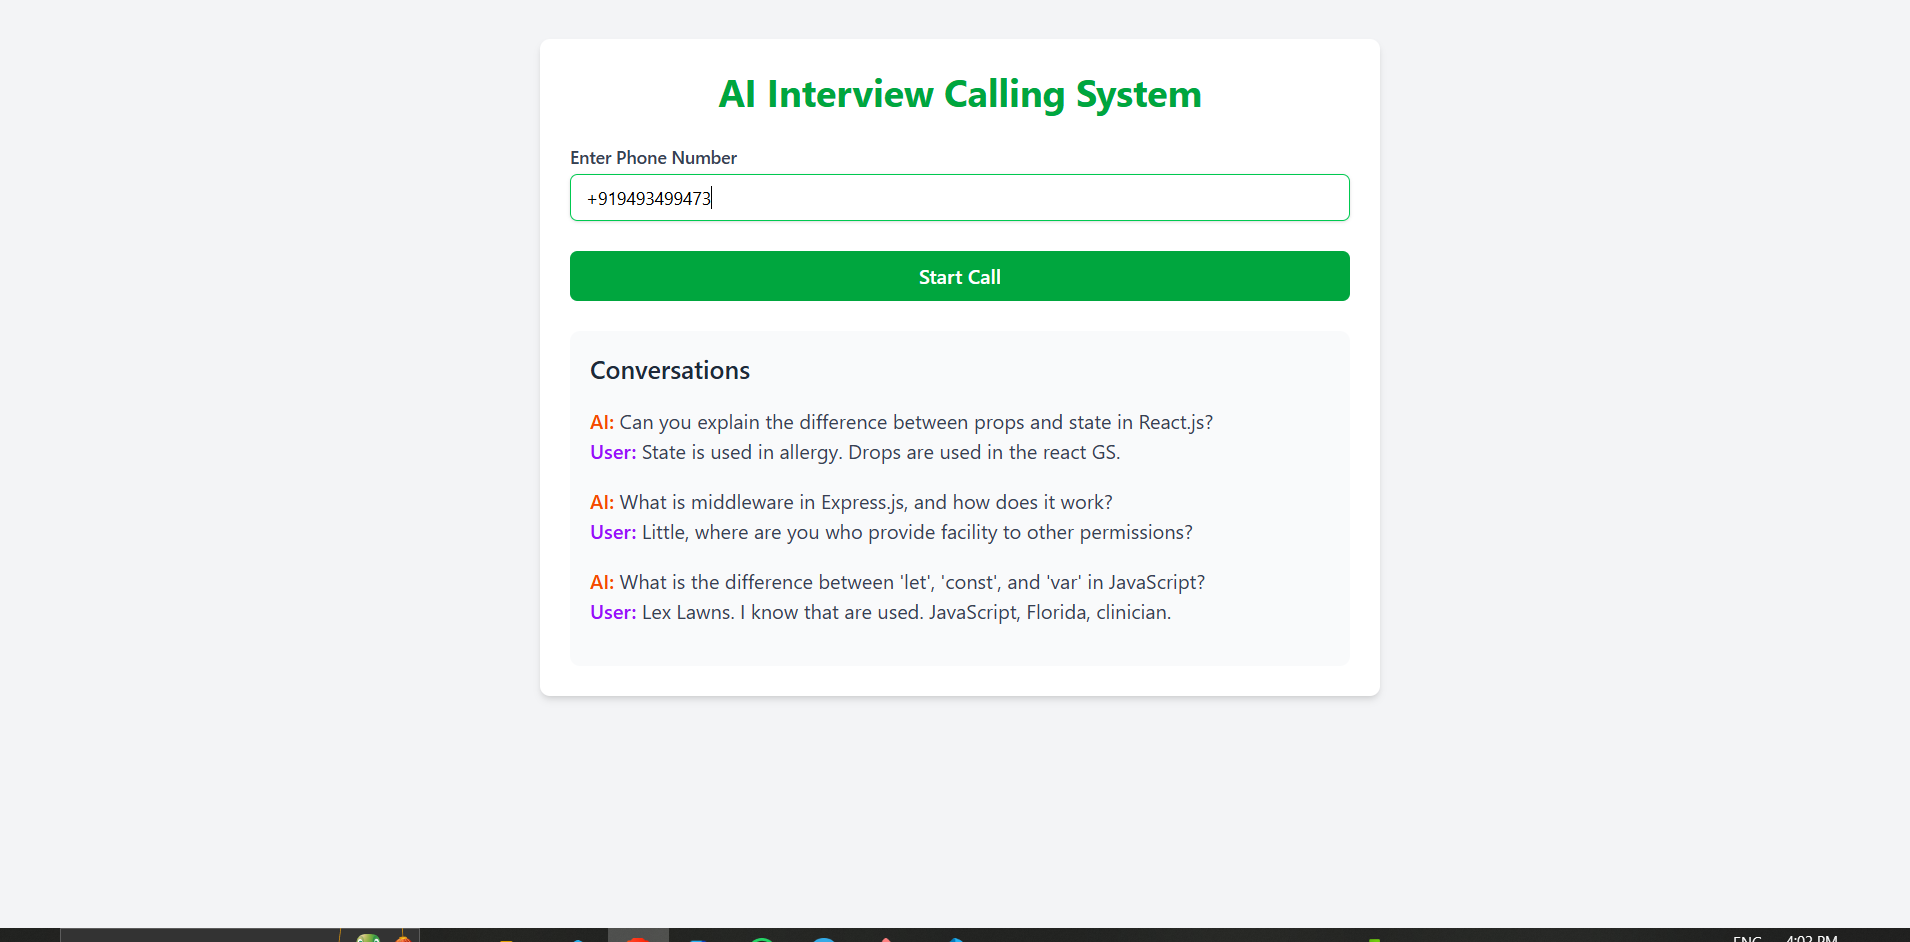 AI Interview Calling System
Enter Phone Number
+919493499473
Start Call
Conversations
AI: Can you explain the difference between props and state in React.js?
User: State is used in allergy. Drops are used in the react GS.
AI: What is middleware in Express.js, and how does it work?
User: Little, where are you who provide facility to other permissions?
AI: What is the difference between 'let', 'const', and 'var' in JavaScript?
User: Lex Lawns. I know that are used. JavaScript, Florida, clinician.
ENG 4:02 PM